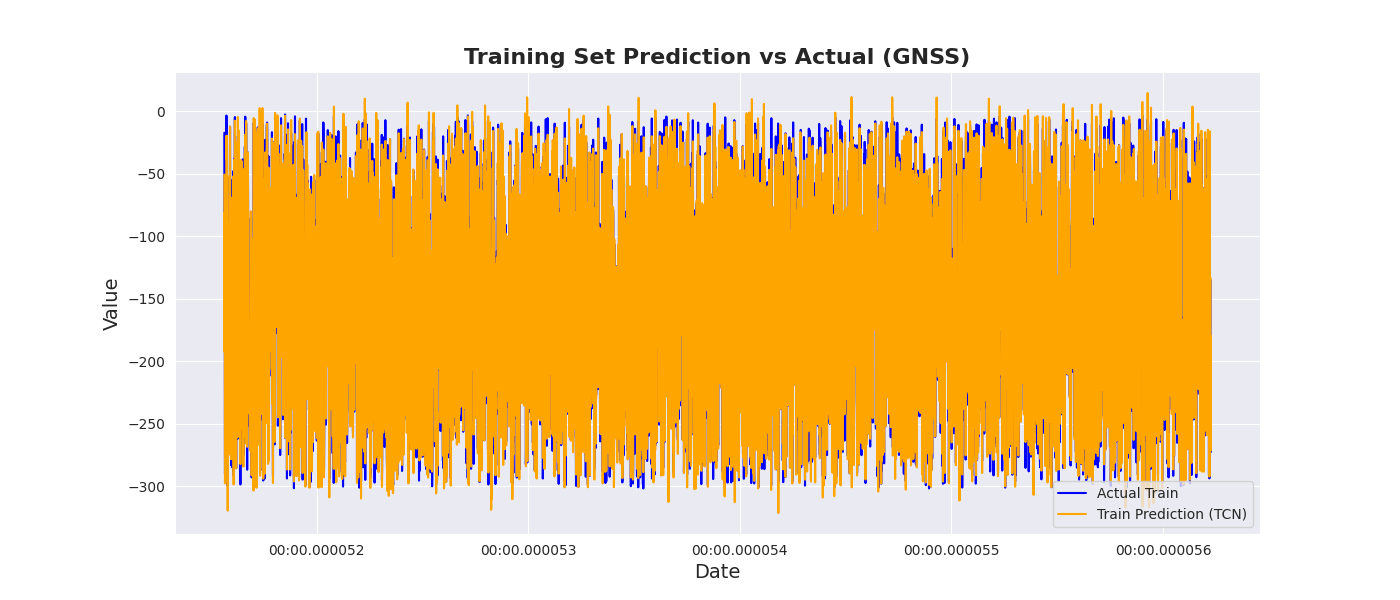 Training Set Prediction vs Actual (GNSS)
Value
0
−50
−100
−150
−200
−250
−300
Actual Train
Train Prediction (TCN)
00:00.000052
00:00.000053
00:00.000054
00:00.000055
00:00.000056
Date